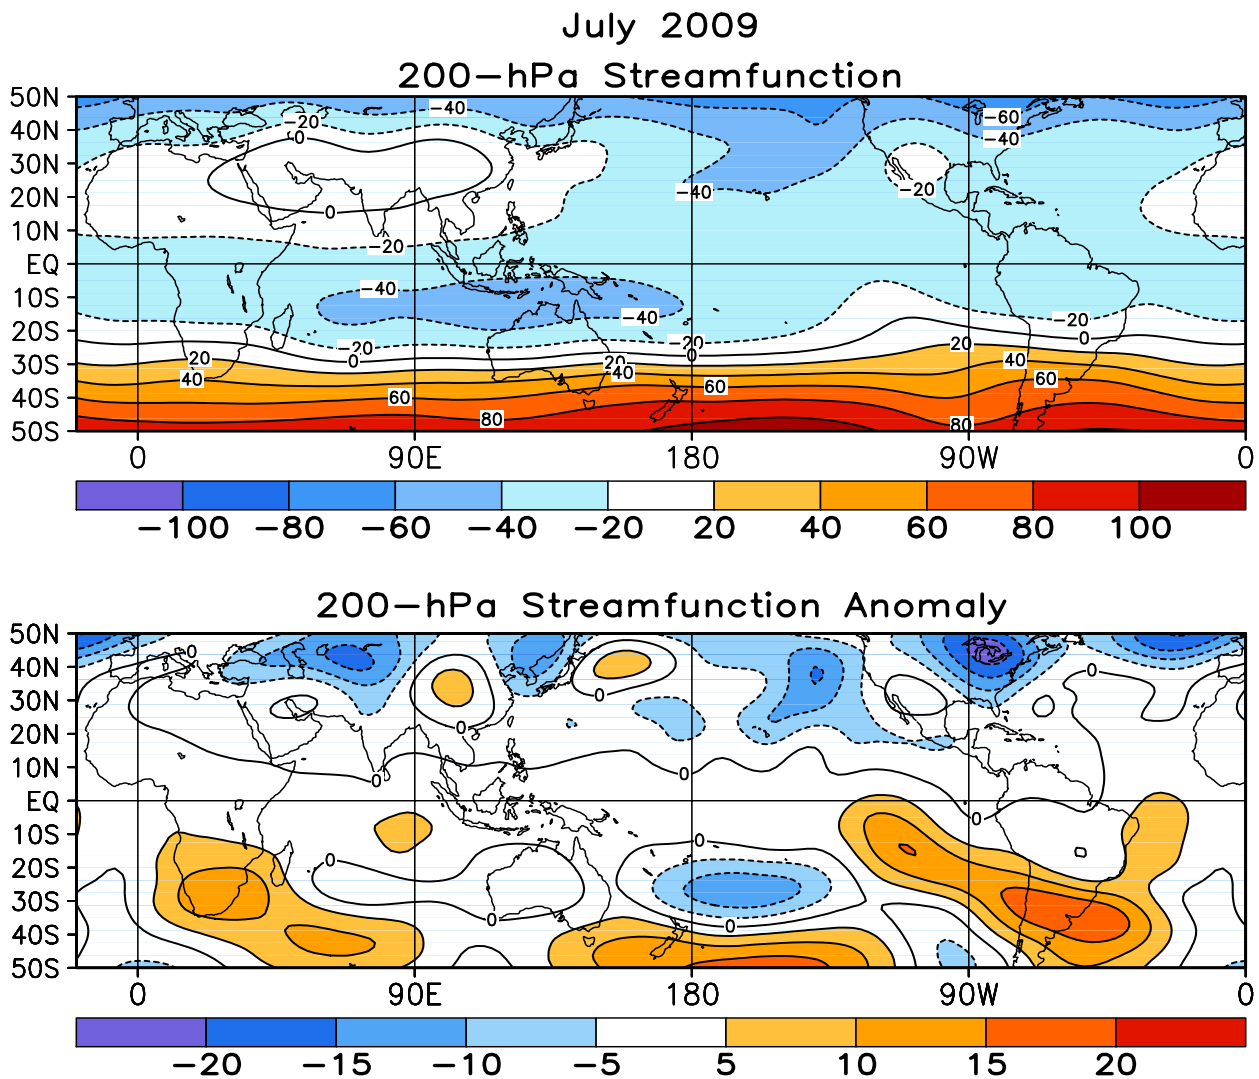 July 2009
200-hPa Streamfunction
50N
40N
30N
20N
10N
EQ
10S
20S
30S
40S
50S
-40
-20
0
-60
-40
-20
-40
0
-20
-40
-40
-20
-20
0
-20
0
20
0
20
40
20
40
20
40
60
60
60
80
80
0 90E 180 90W 0
-100 -80 -60 -40 -20 20 40 60 80 100
200-hPa Streamfunction Anomaly
50N
40N
30N
20N
10N
EQ
10S
20S
30S
40S
50S
0
0
0
0
0
0
0
0
0
0
0
0 90E 180 90W 0
-20 -15 -10 -5 5 10 15 20